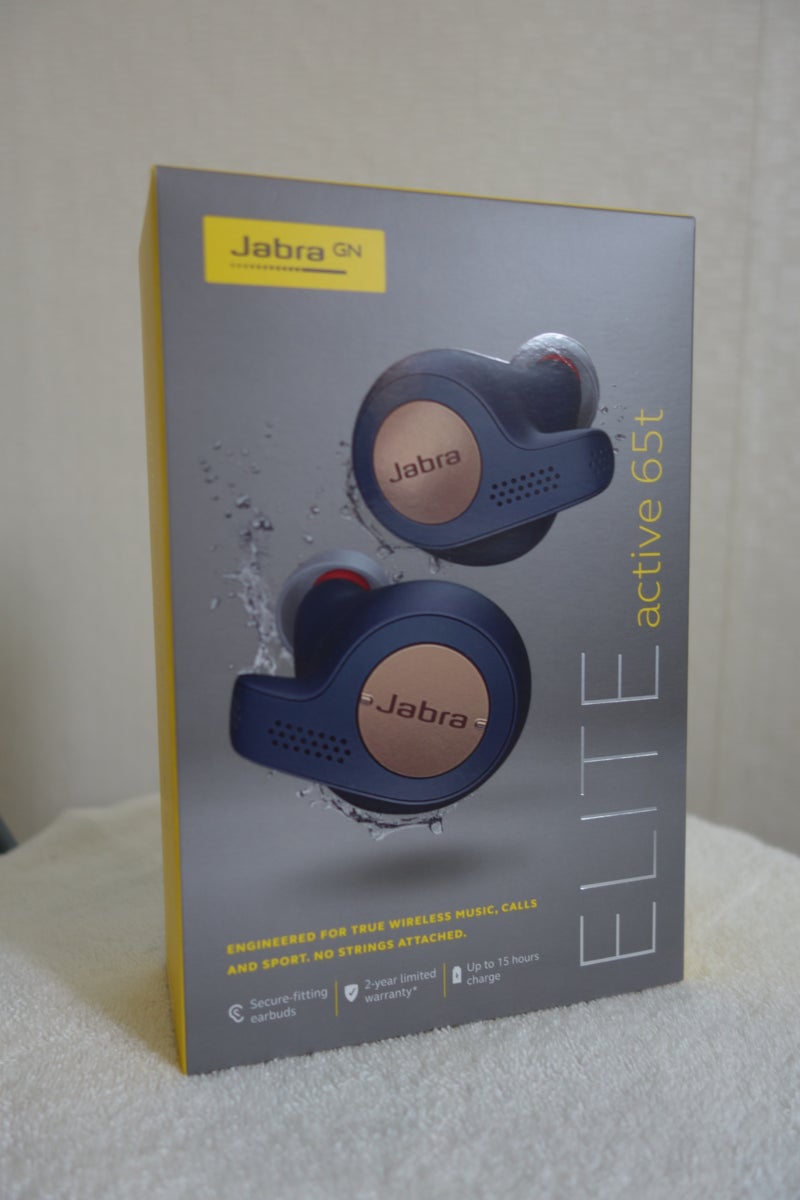 Jabra GN
Jabra
Jabra
ELITE active 65t
ENGINEERED FOR TRUE WIRELESS MUSIC, CALLS
AND SPORT. NO STRINGS ATTACHED.
Secure-fitting
earbuds
2-year limited
warranty*
Up to 15 hours
charge